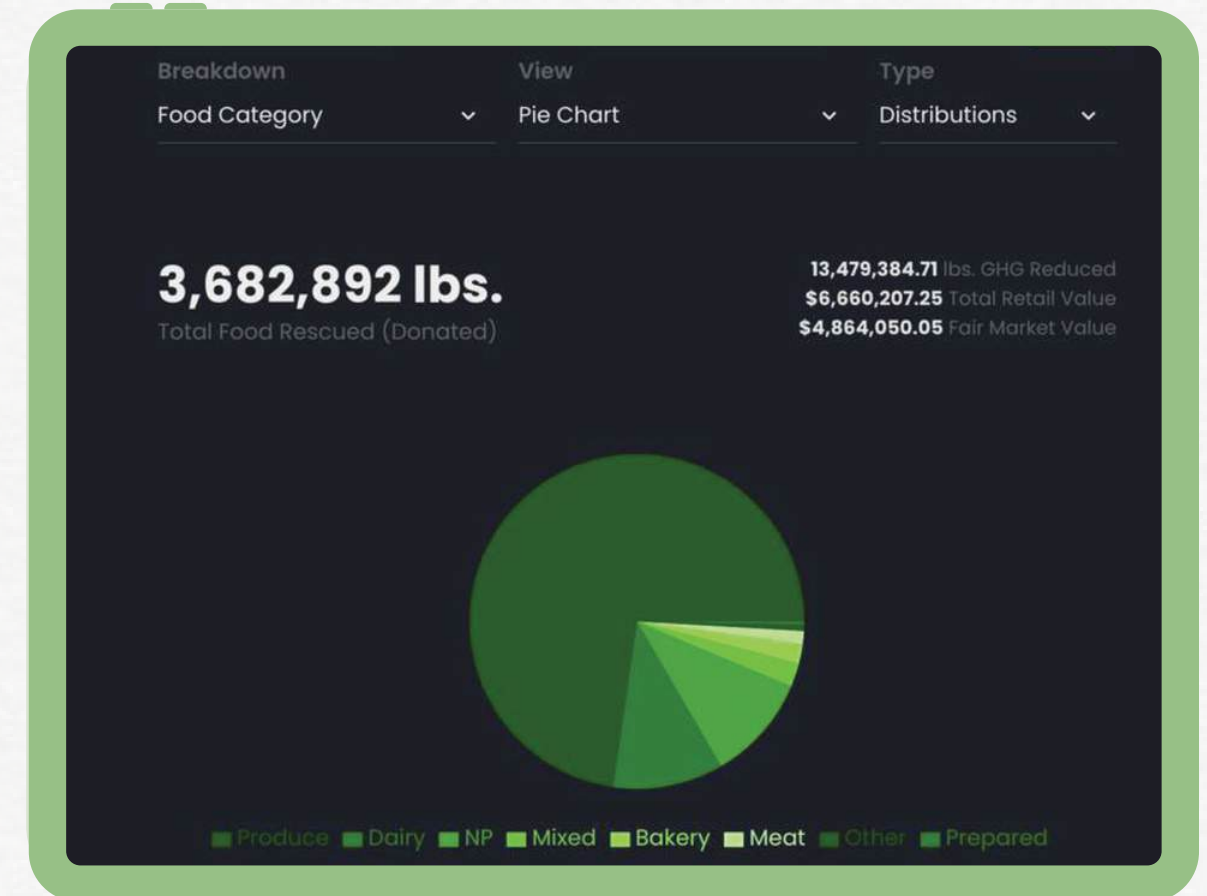 Breakdown View Type
Food Category Pie Chart Distributions
3,682,892 lbs.
Total Food Rescued (Donated)
13,479,384.71 lbs. GHG Reduced
$6,660,207.25 Total Retail Value
$4,864,050.05 Fair Market Value
Produce Dairy NP Mixed Bakery Meat Other Prepared